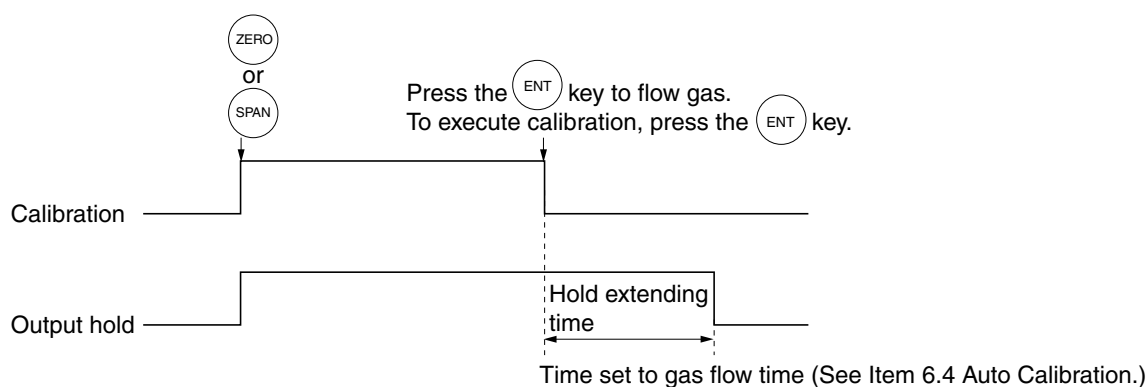 ZERO
or
SPAN
Press the ENT key to flow gas.
To execute calibration, press the ENT key.
Calibration
Hold extending
time
Output hold
Time set to gas flow time (See Item 6.4 Auto Calibration.)